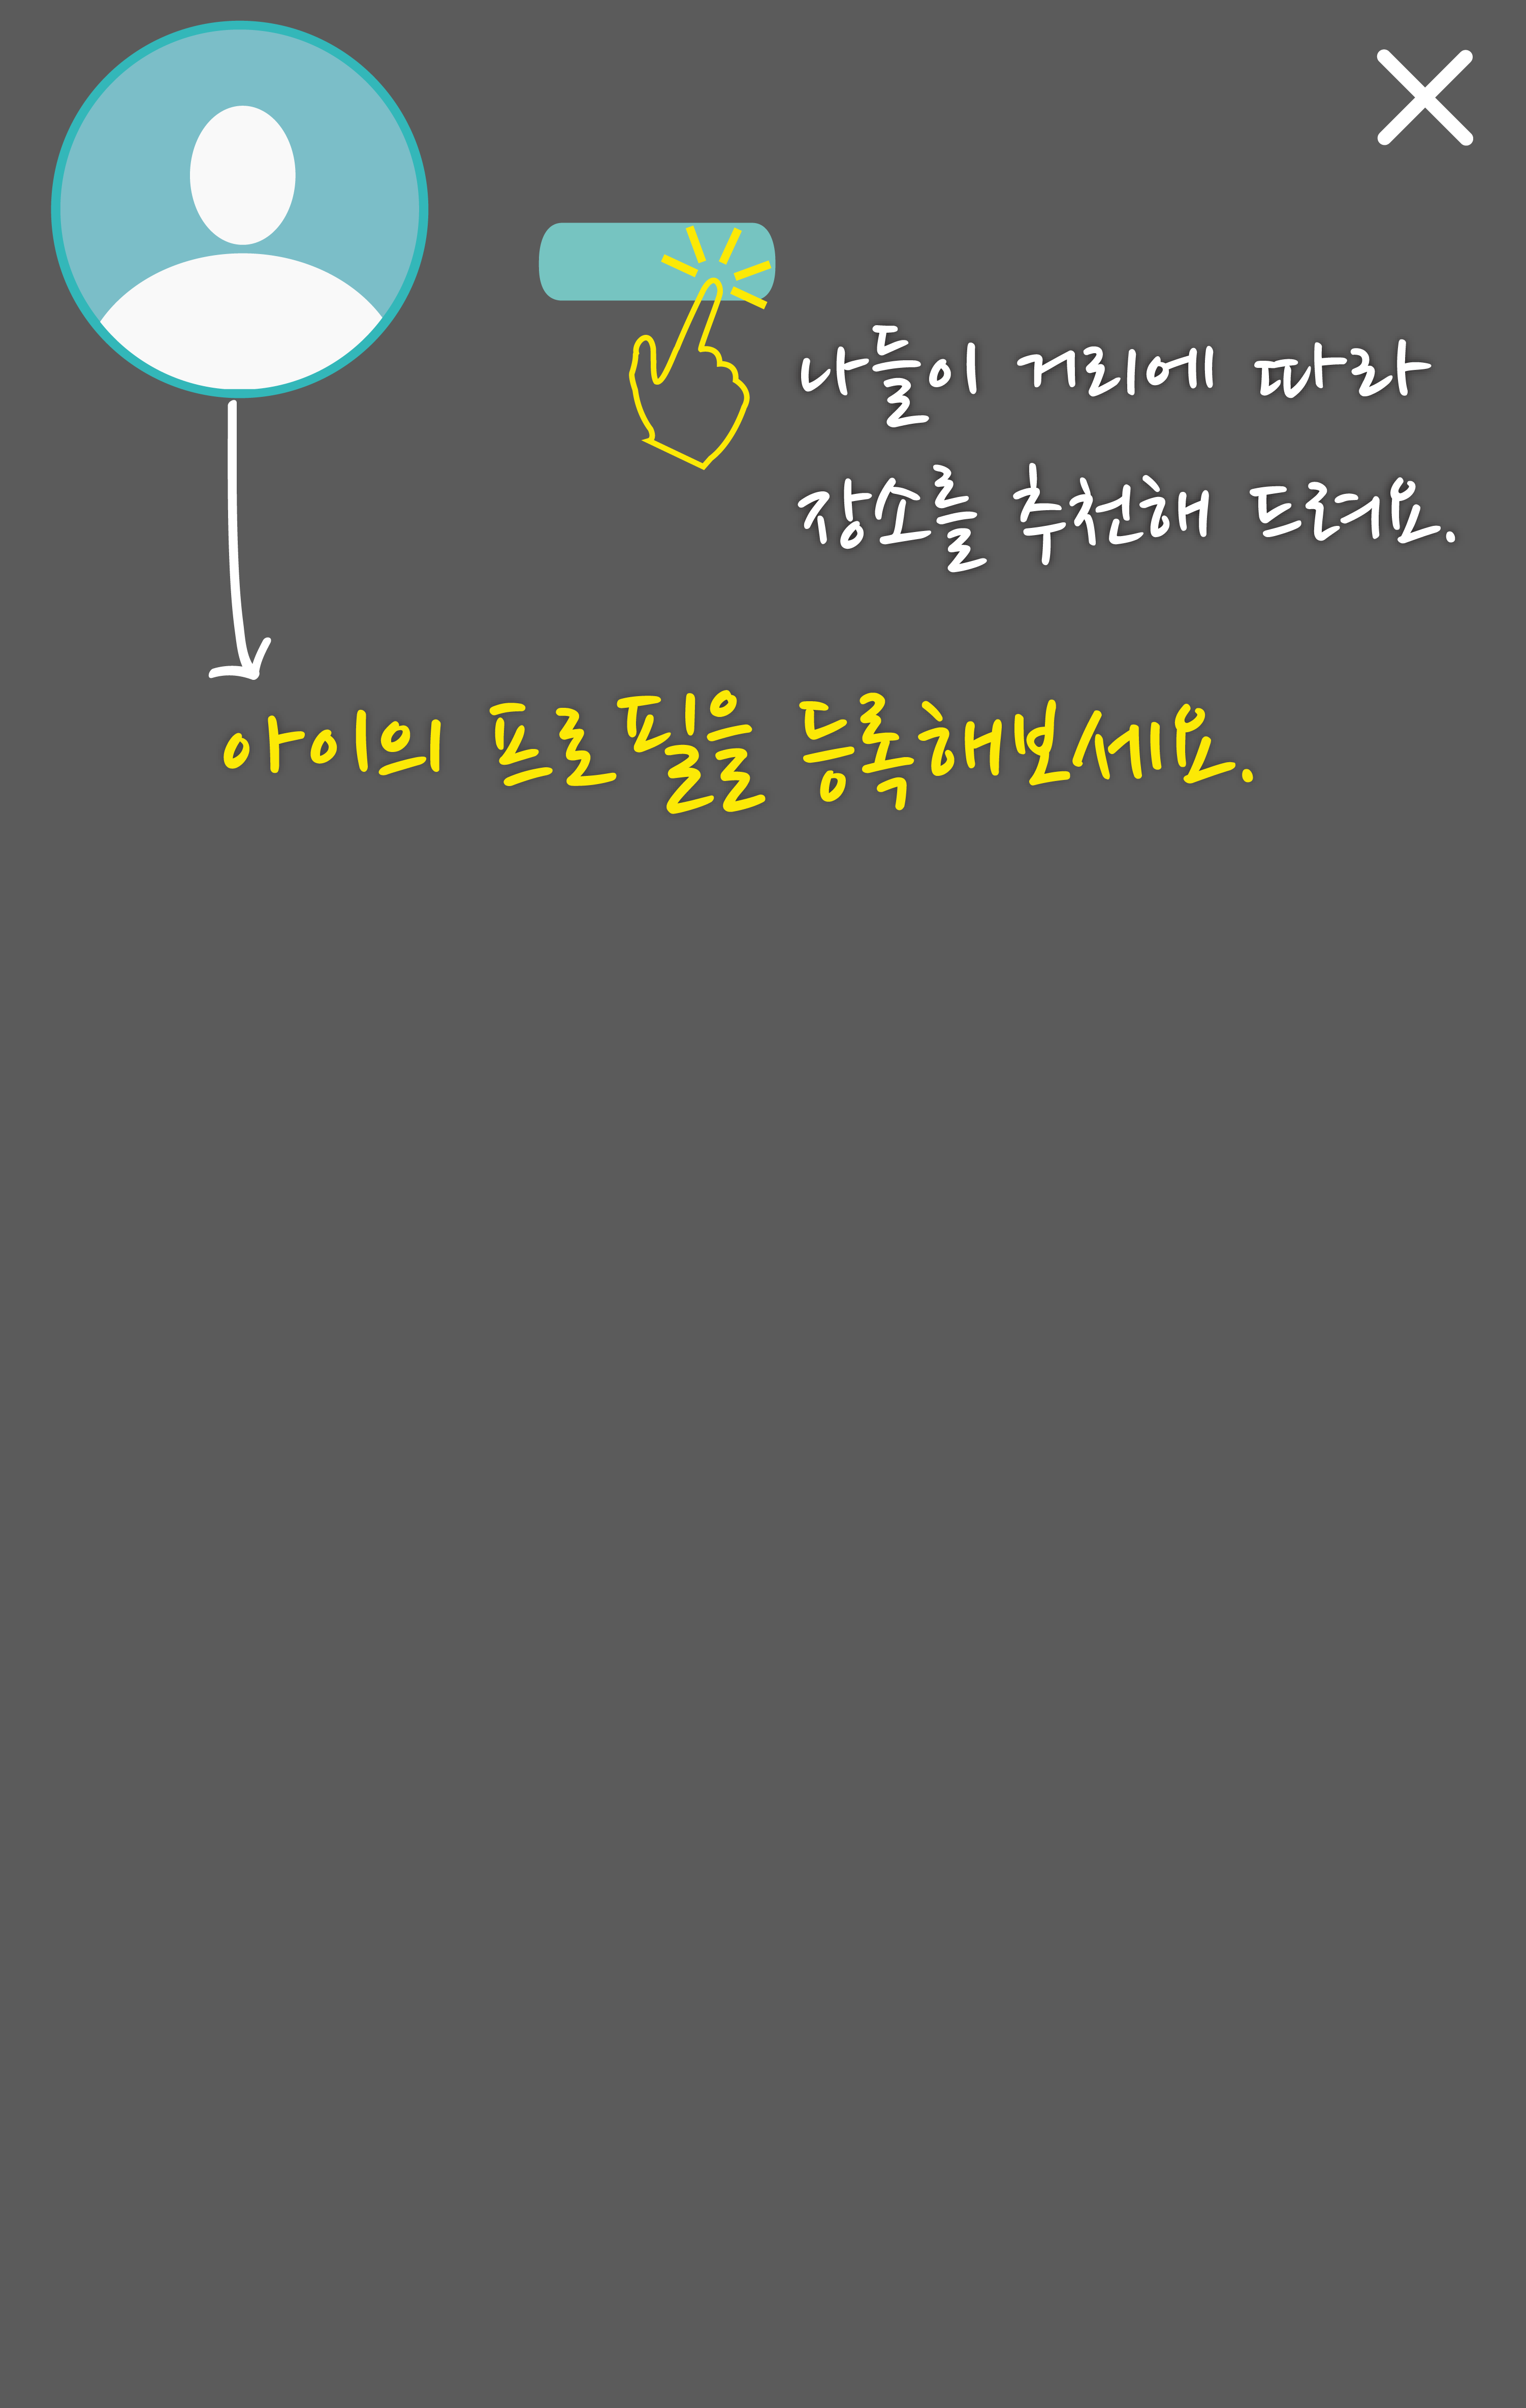 나들이 거리에 따라
장소를 추천해 드려요.
아이의 프로필을 등록해보세요.